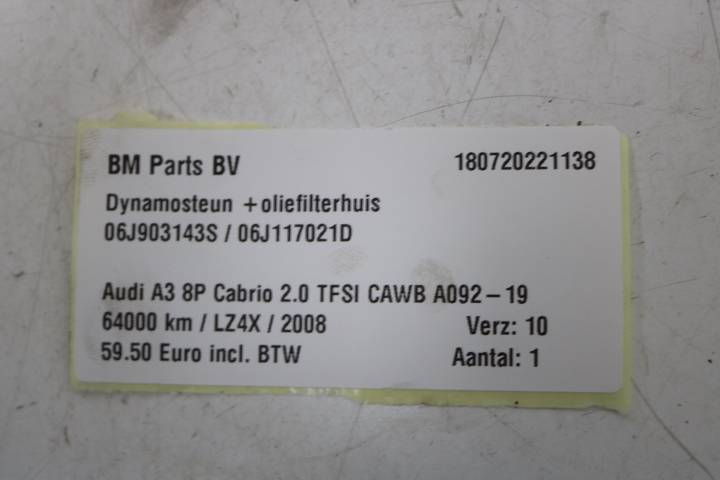 BM Parts BV 180720221138
Dynamosteun +oliefilterhuis
06J903143S / 06J117021D
Audi A3 8P Cabrio 2.0 TFSI CAWB A092-19
64000 km / LZ4X / 2008 Verz: 10
59.50 Euro incl. BTW Aantal: 1